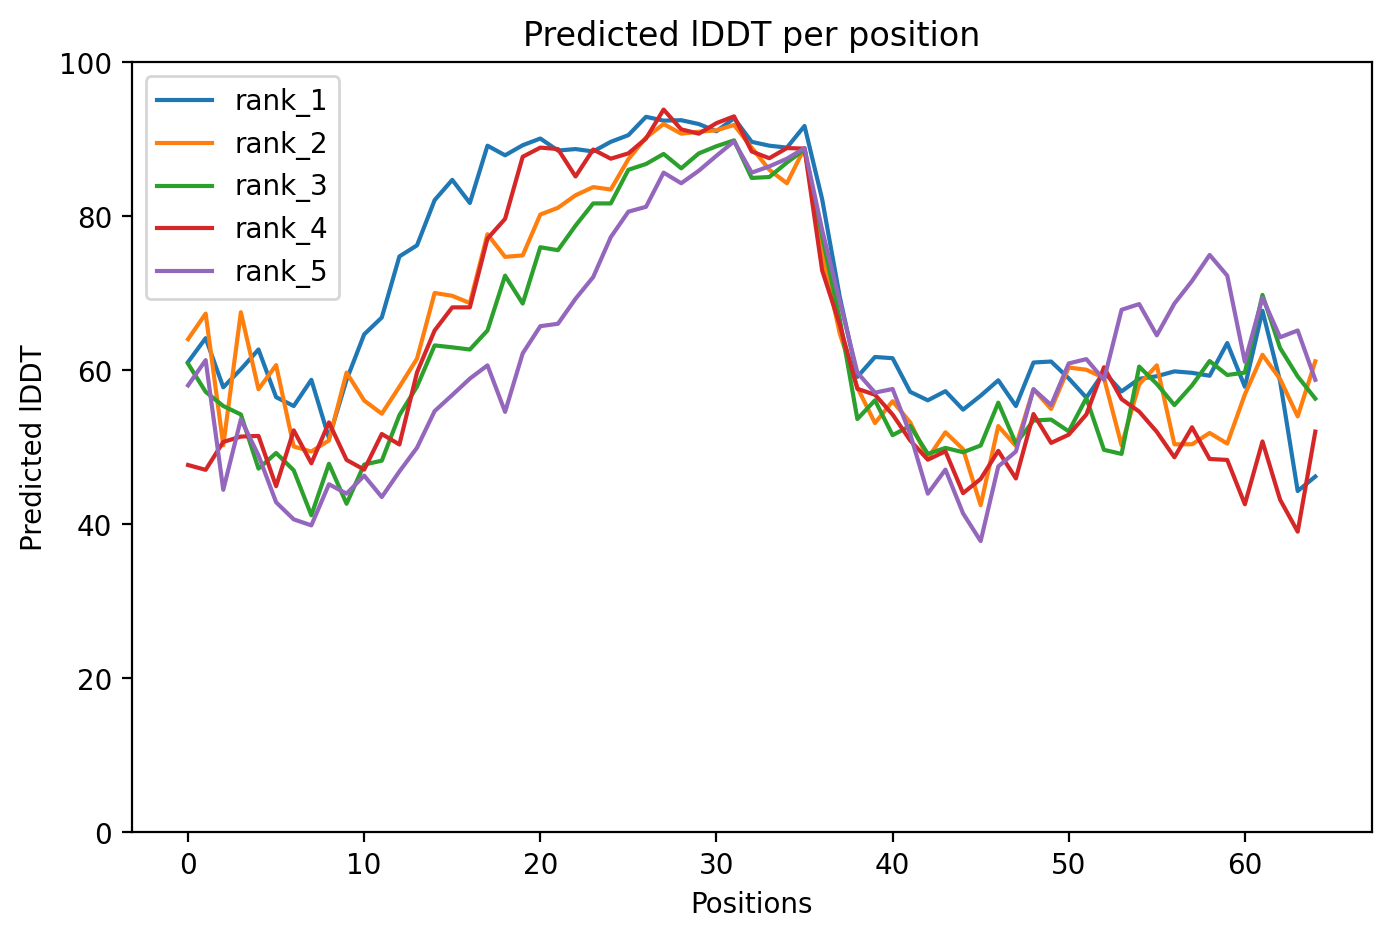 Predicted lDDT per position
100
80
60
40
20
0
Predicted lDDT
rank_1
rank_2
rank_3
rank_4
rank_5
0 10 20 30 40 50 60
Positions